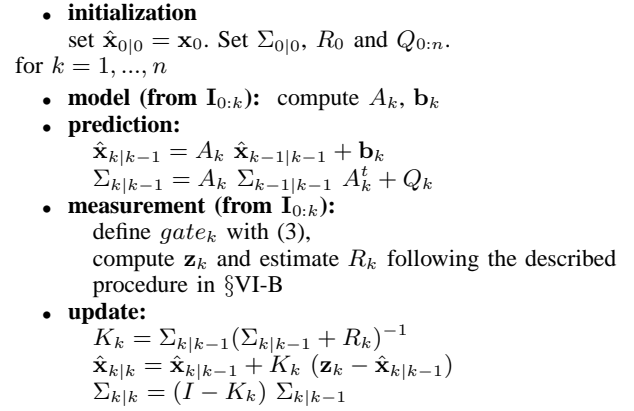 • initialization
set x̂₀|₀ = x₀. Set Σ₀|₀, R₀ and Q₀:ₙ.
for k = 1, ..., n
• model (from I₀:ₖ): compute Aₖ, bₖ
• prediction:
x̂ₖ|ₖ₋₁ = Aₖ x̂ₖ₋₁|ₖ₋₁ + bₖ
Σₖ|ₖ₋₁ = Aₖ Σₖ₋₁|ₖ₋₁ Aₖᵗ + Qₖ
• measurement (from I₀:ₖ):
define gateₖ with (3),
compute zₖ and estimate Rₖ following the described
procedure in §VI-B
• update:
Kₖ = Σₖ|ₖ₋₁(Σₖ|ₖ₋₁ + Rₖ)⁻¹
x̂ₖ|ₖ = x̂ₖ|ₖ₋₁ + Kₖ (zₖ − x̂ₖ|ₖ₋₁)
Σₖ|ₖ = (I − Kₖ) Σₖ|ₖ₋₁